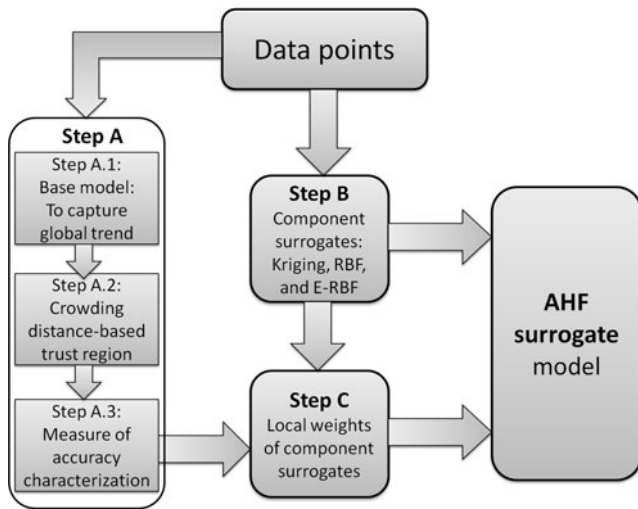 Data points
Step A
Step A.1:
Base model:
To capture
global trend
Step A.2:
Crowding
distance-based
trust region
Step A.3:
Measure of
accuracy
characterization
Step B
Component
surrogates:
Kriging, RBF,
and E-RBF
Step C
Local weights
of component
surrogates
AHF
surrogate
model